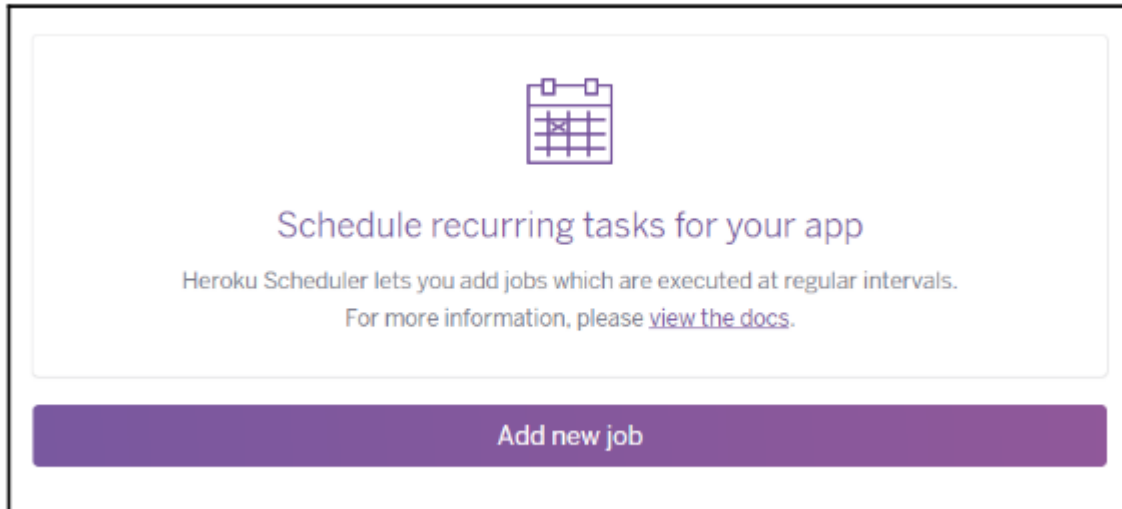 Schedule recurring tasks for your app
Heroku Scheduler lets you add jobs which are executed at regular intervals.
For more information, please view the docs.
Add new job